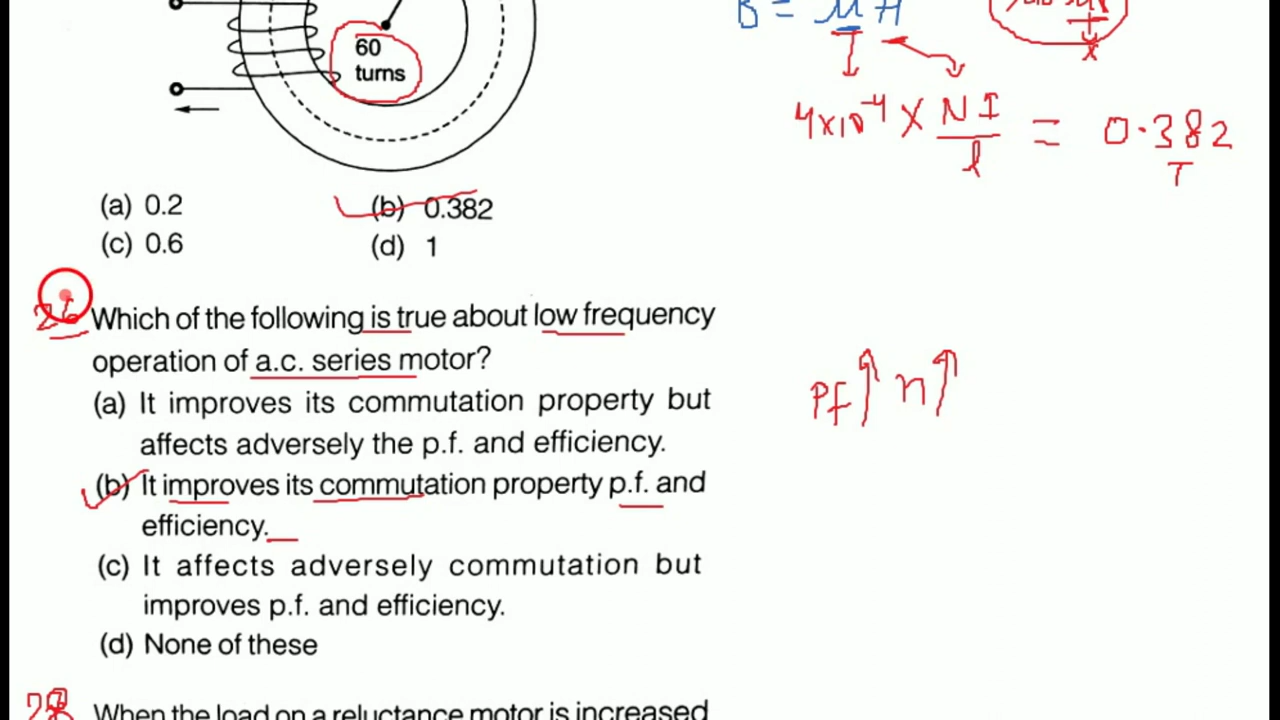 60
turns
B = μH
4×10⁻⁴ × NI
l
= 0.382
T
x
(a) 0.2
(b) 0.382
(c) 0.6
(d) 1
26 Which of the following is true about low frequency
operation of a.c. series motor?
(a) It improves its commutation property but
affects adversely the p.f. and efficiency.
(b) It improves its commutation property p.f. and
efficiency.
(c) It affects adversely commutation but
improves p.f. and efficiency.
(d) None of these
Pf↑ n↑
28 When the load on a reluctance motor is increased